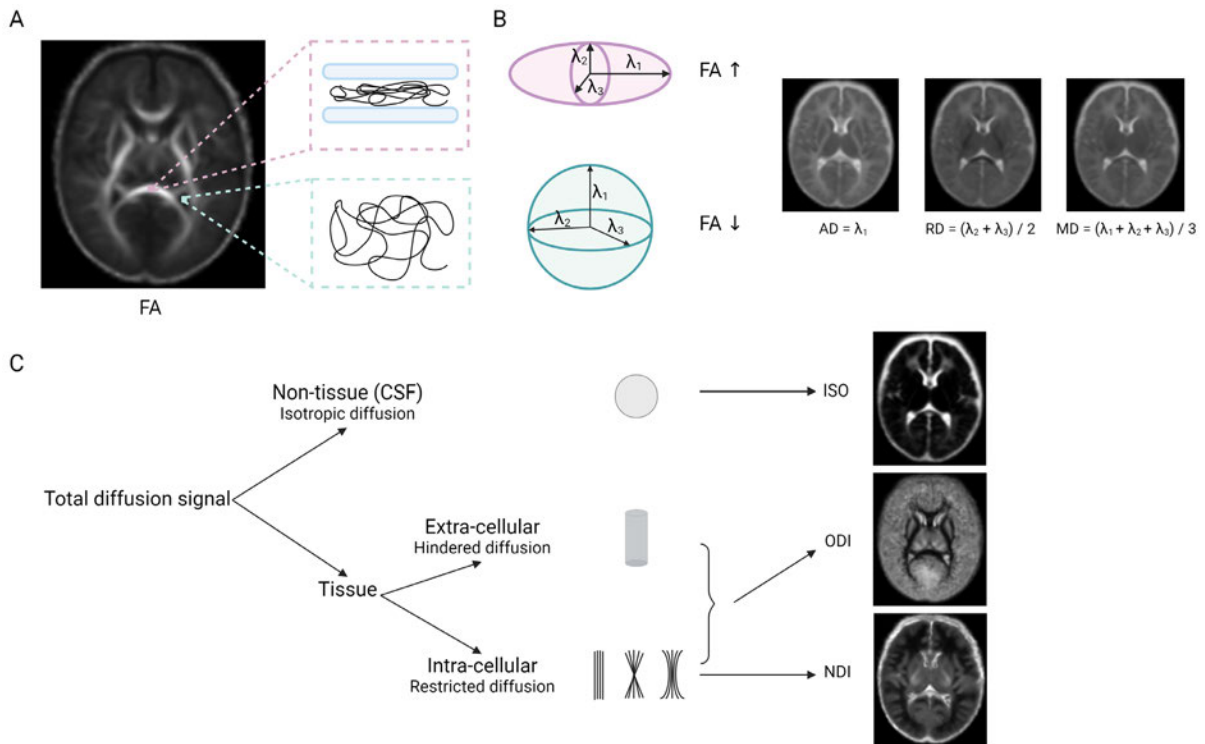 A
B
FA
λ₂
λ₁
λ₃
FA ↑
λ₁
λ₂
λ₃
FA ↓
AD = λ₁
RD = (λ₂ + λ₃) / 2
MD = (λ₁ + λ₂ + λ₃) / 3
C
Non-tissue (CSF)
Isotropic diffusion
ISO
Total diffusion signal
Extra-cellular
Hindered diffusion
ODI
Tissue
Intra-cellular
Restricted diffusion
NDI